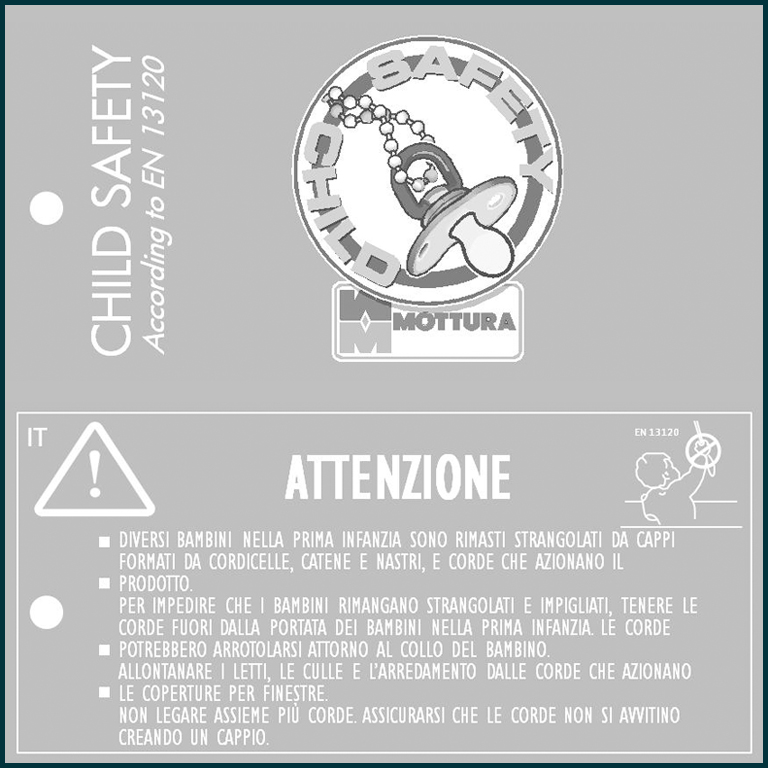 CHILD SAFETY
According to EN 13120
CHILD SAFETY
MOTTURA
IT
!
ATTENZIONE
EN 13120
DIVERSI BAMBINI NELLA PRIMA INFANZIA SONO RIMASTI STRANGOLATI DA CAPPI
FORMATI DA CORDICELLE, CATENE E NASTRI, E CORDE CHE AZIONANO IL
PRODOTTO.
PER IMPEDIRE CHE I BAMBINI RIMANGANO STRANGOLATI E IMPIGLIATI, TENERE LE
CORDE FUORI DALLA PORTATA DEI BAMBINI NELLA PRIMA INFANZIA. LE CORDE
POTREBBERO ARROTOLARSI ATTORNO AL COLLO DEL BAMBINO.
ALLONTANARE I LETTI, LE CULLE E L'ARREDAMENTO DALLE CORDE CHE AZIONANO
LE COPERTURE PER FINESTRE.
NON LEGARE ASSIEME PIÙ CORDE. ASSICURARSI CHE LE CORDE NON SI AVVITINO
CREANDO UN CAPPIO.